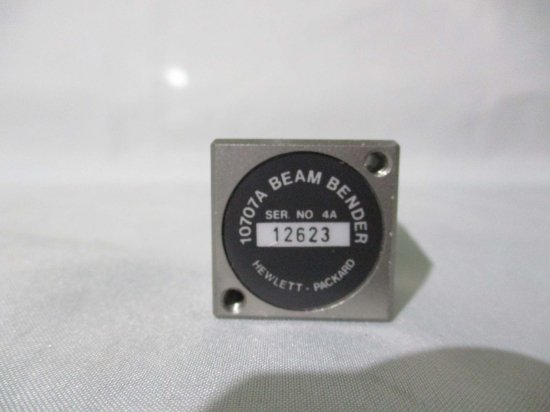 10707A BEAM BENDER
SER. NO 4A
12623
HEWLETT - PACKARD